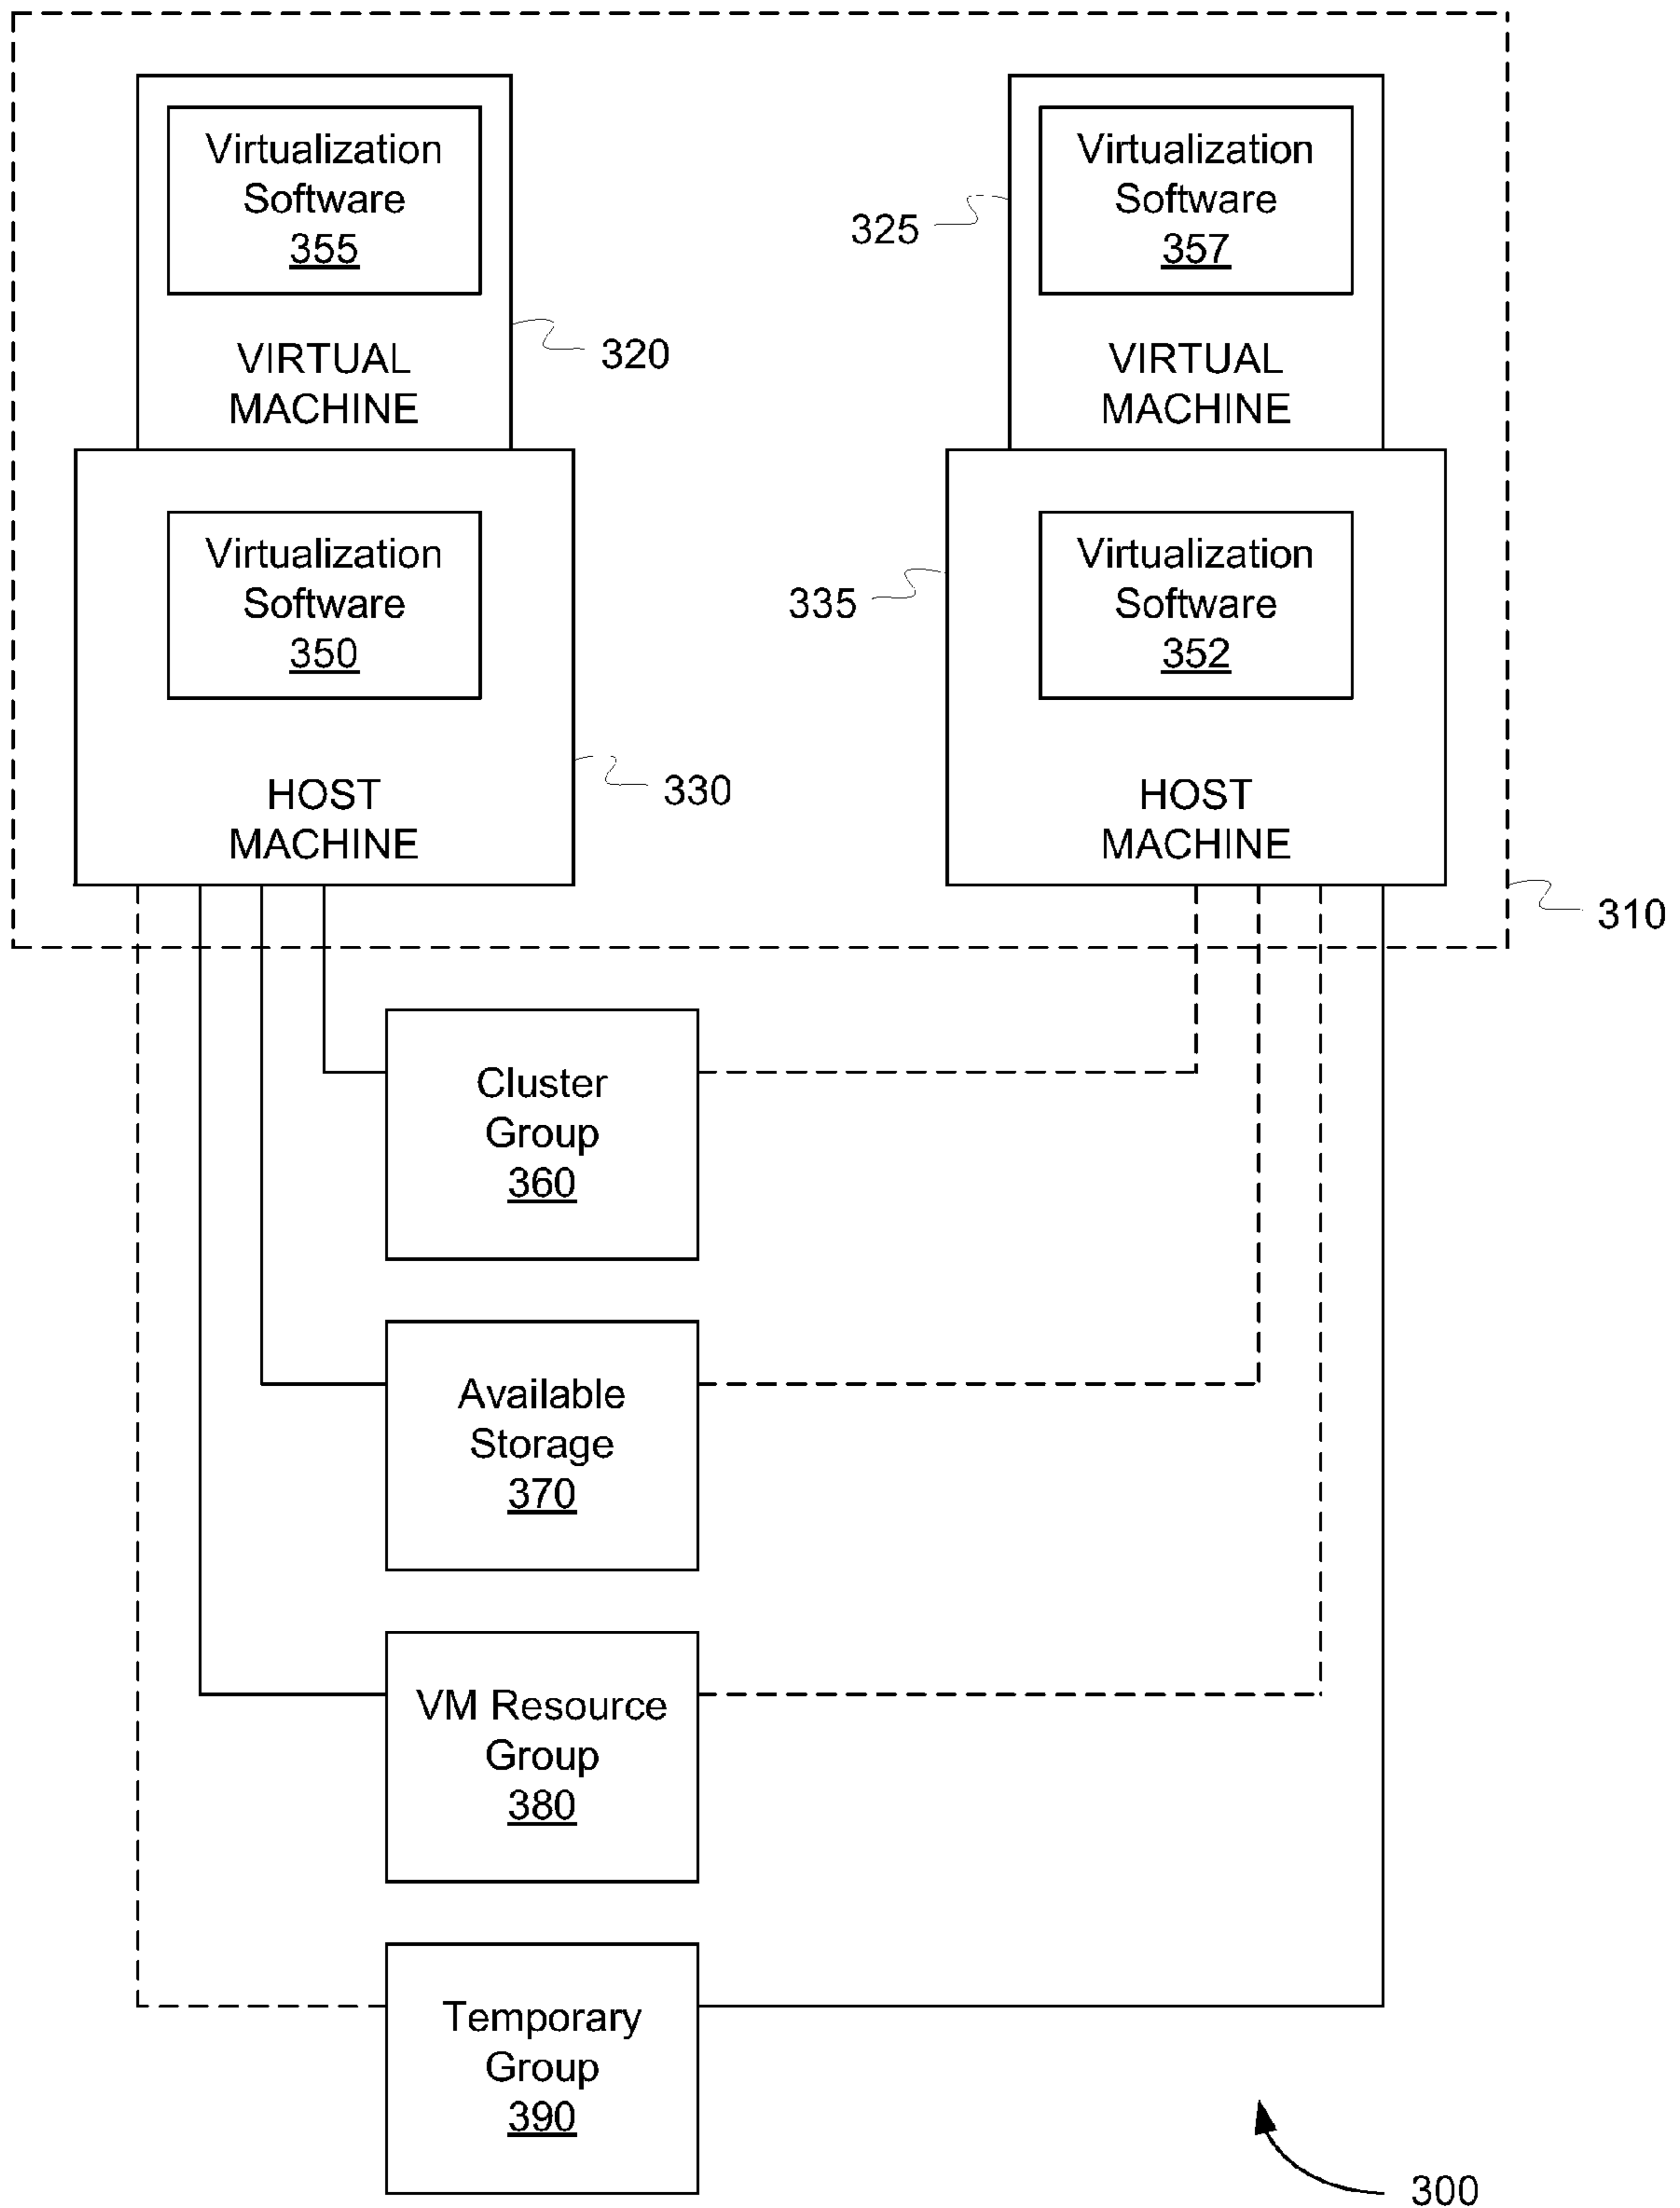 Virtualization
Software
355
VIRTUAL
MACHINE
320
Virtualization
Software
357
325
VIRTUAL
MACHINE
Virtualization
Software
350
HOST
MACHINE
330
Virtualization
Software
352
335
HOST
MACHINE
310
Cluster
Group
360
Available
Storage
370
VM Resource
Group
380
Temporary
Group
390
300